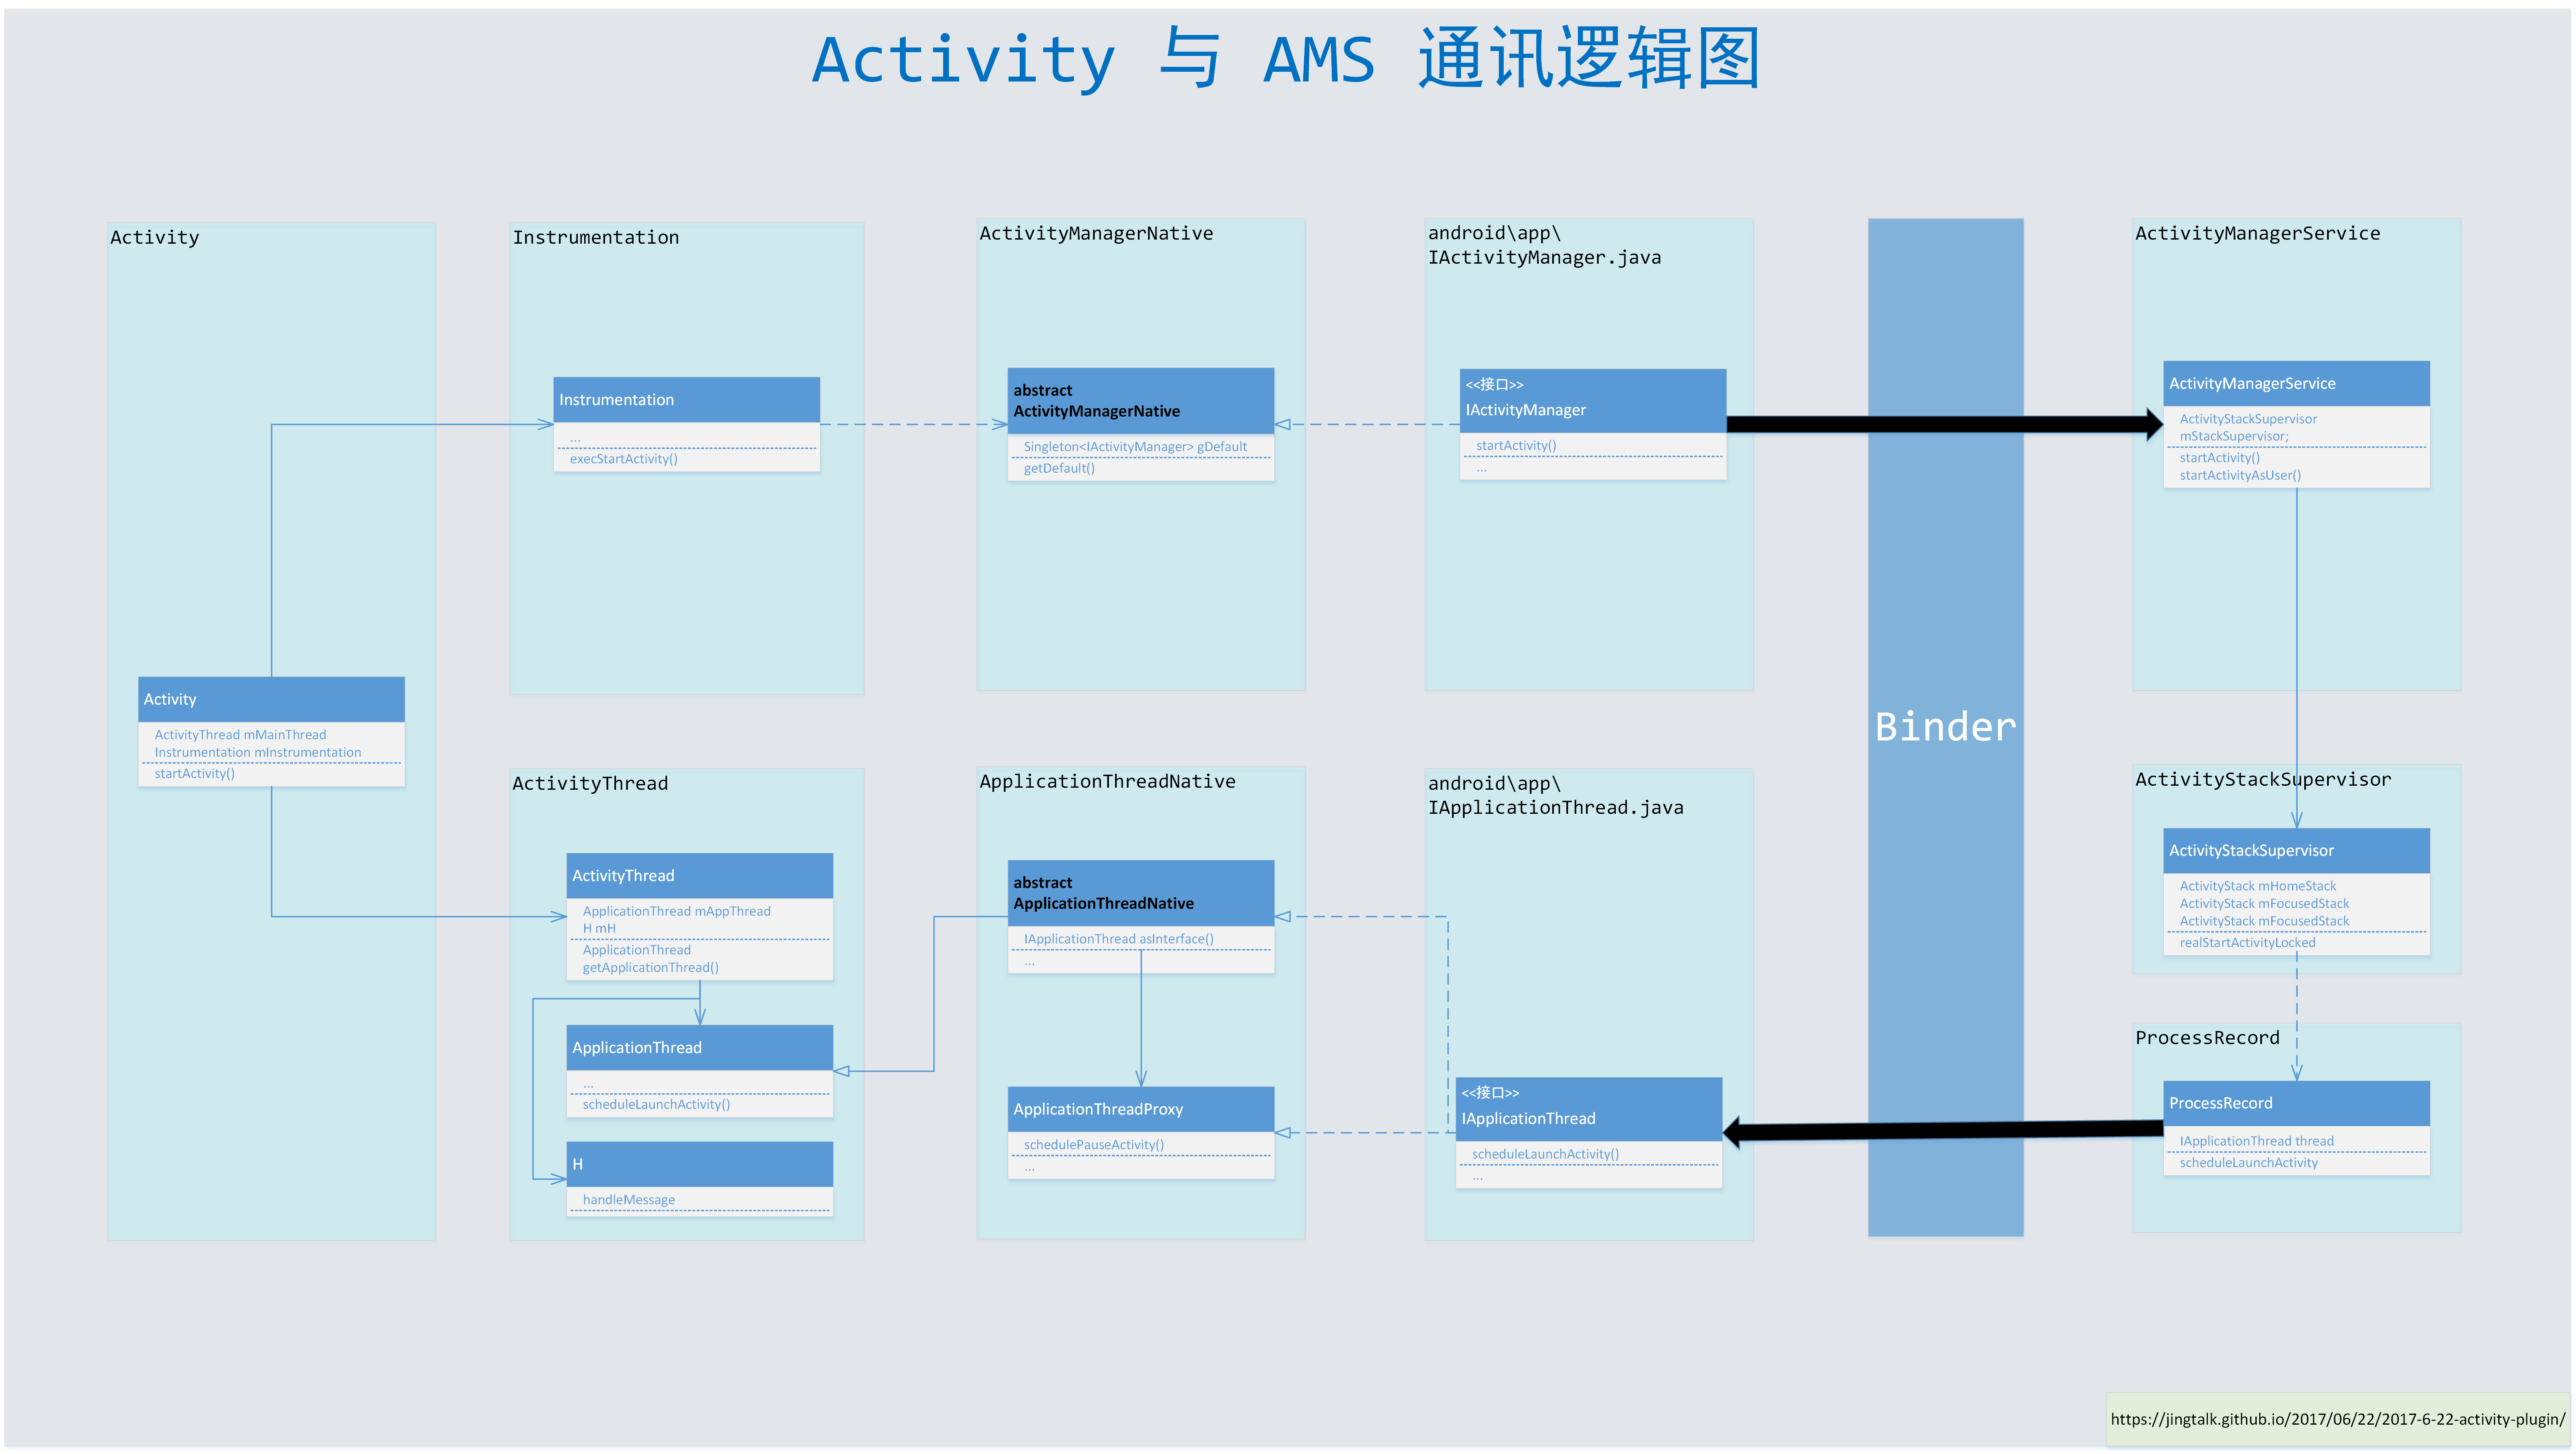 Activity 与 AMS 通讯逻辑图
Activity
Activity
ActivityThread mMainThread
Instrumentation mInstrumentation
startActivity()
Instrumentation
Instrumentation
...
execStartActivity()
ActivityManagerNative
abstract
ActivityManagerNative
Singleton<IActivityManager> gDefault
getDefault()
android\app\
IActivityManager.java
<<接口>>
IActivityManager
startActivity()
...
Binder
ActivityManagerService
ActivityManagerService
ActivityStackSupervisor
mStackSupervisor;
startActivity()
startActivityAsUser()
ActivityThread
ActivityThread
ApplicationThread mAppThread
H mH
ApplicationThread
getApplicationThread()
ApplicationThread
...
scheduleLaunchActivity()
H
handleMessage
ApplicationThreadNative
abstract
ApplicationThreadNative
IApplicationThread asInterface()
...
ApplicationThreadProxy
schedulePauseActivity()
...
android\app\
IApplicationThread.java
<<接口>>
IApplicationThread
scheduleLaunchActivity()
...
ActivityStackSupervisor
ActivityStackSupervisor
ActivityStack mHomeStack
ActivityStack mFocusedStack
ActivityStack mFocusedStack
realStartActivityLocked
ProcessRecord
ProcessRecord
IApplicationThread thread
scheduleLaunchActivity
https://jingtalk.github.io/2017/06/22/2017-6-22-activity-plugin/